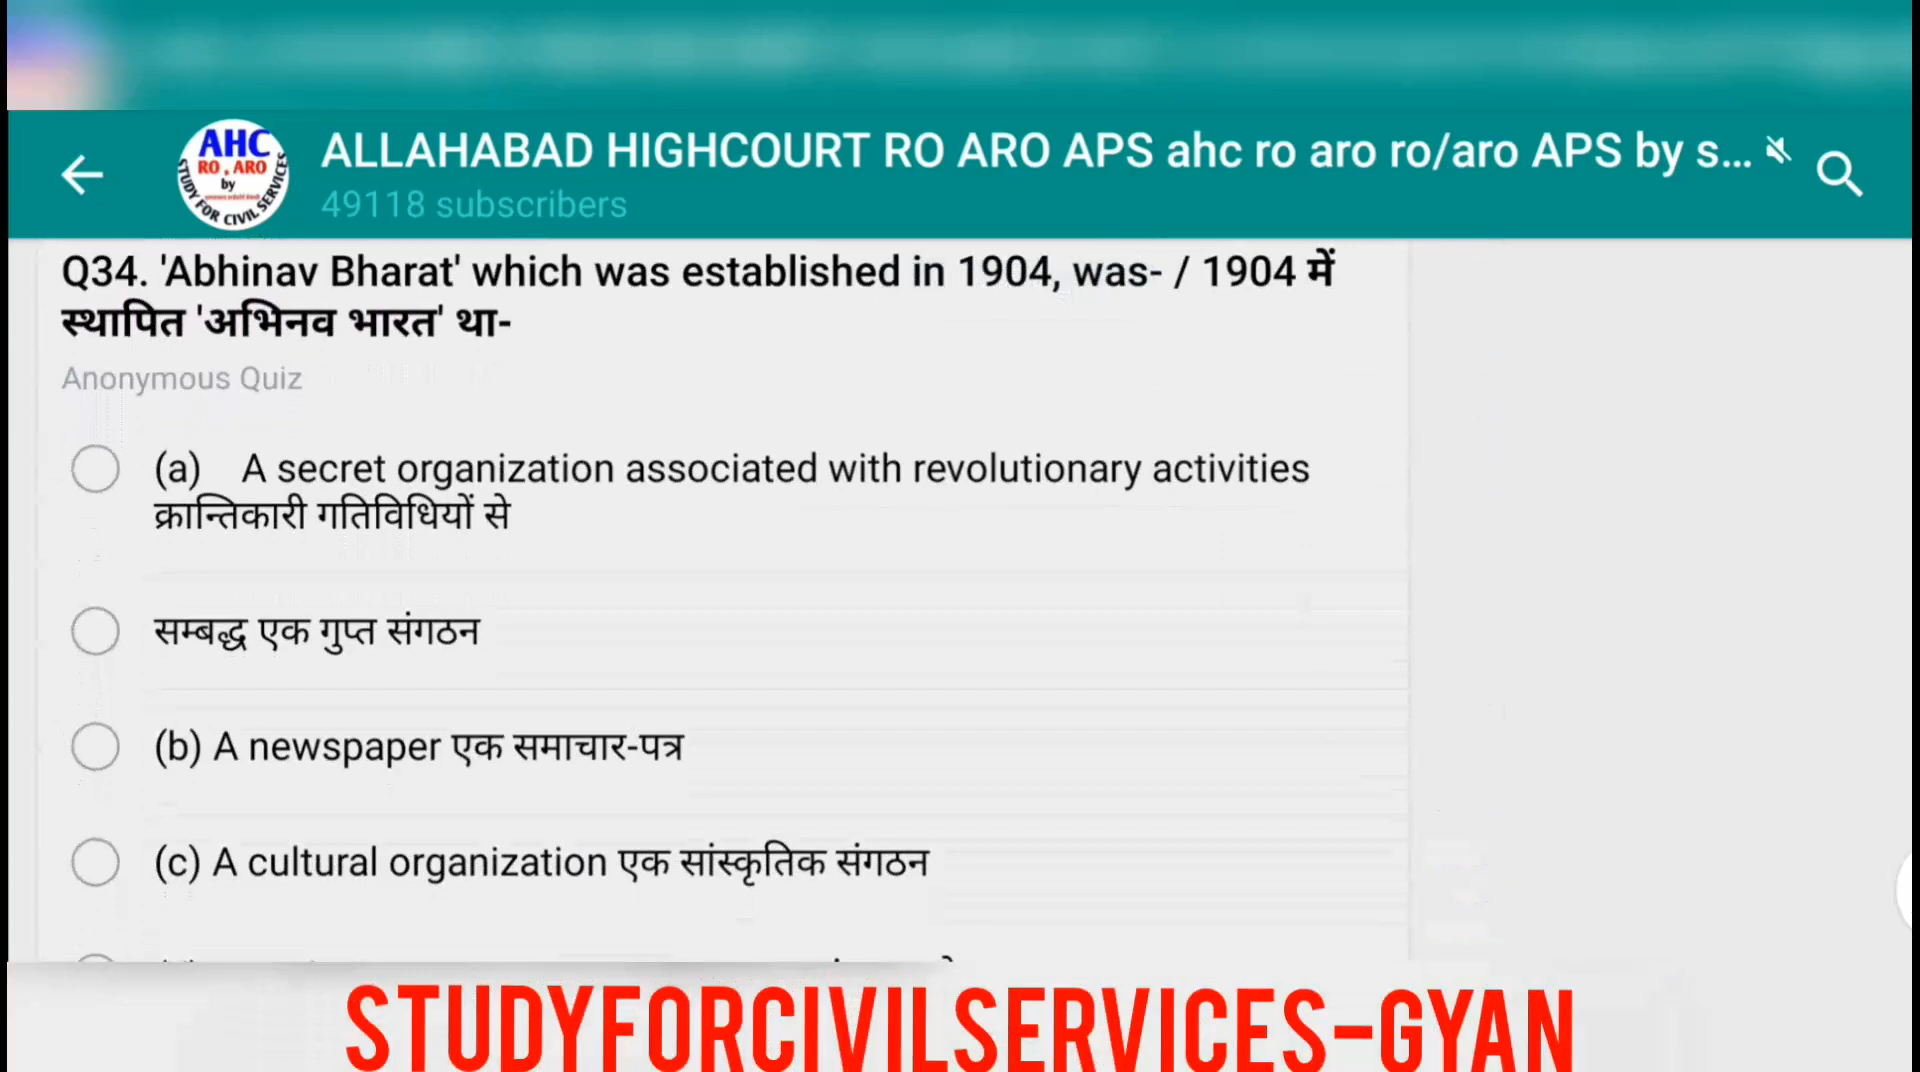 AHC
RO , ARO
by
STUDY FOR CIVIL SERVICES
ALLAHABAD HIGHCOURT RO ARO APS ahc ro aro ro/aro APS by s...
49118 subscribers
Q34. 'Abhinav Bharat' which was established in 1904, was- / 1904 में
स्थापित 'अभिनव भारत' था-
Anonymous Quiz
(a) A secret organization associated with revolutionary activities
क्रान्तिकारी गतिविधियों से
सम्बद्ध एक गुप्त संगठन
(b) A newspaper एक समाचार-पत्र
(c) A cultural organization एक सांस्कृतिक संगठन
STUDYFORCIVILSERVICES-GYAN